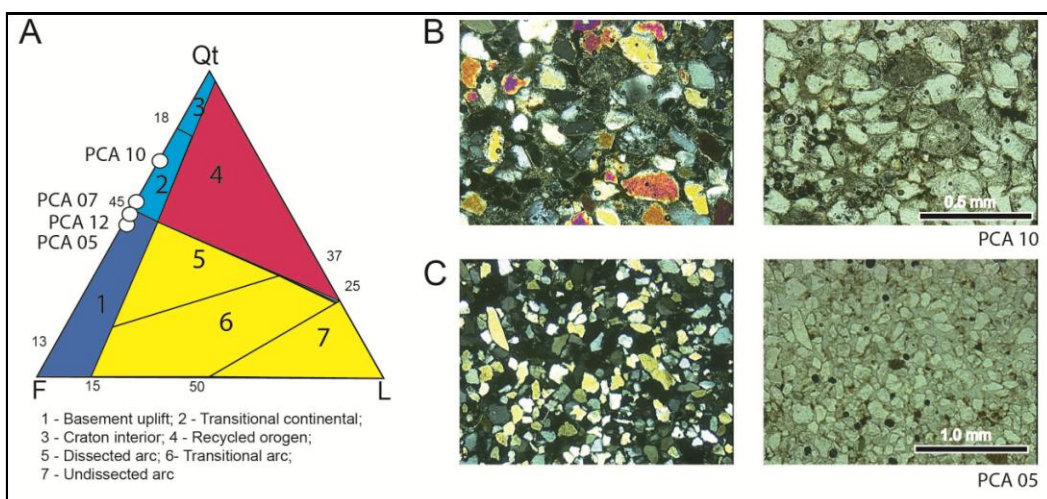 A
Qt
3
18
PCA 10
4
2
PCA 07
45
PCA 12
PCA 05
5
37
25
1
6
7
13
F
15
50
L
1 - Basement uplift; 2 - Transitional continental;
3 - Craton interior; 4 - Recycled orogen;
5 - Dissected arc; 6- Transitional arc;
7 - Undissected arc
B
0.6 mm
PCA 10
C
1.0 mm
PCA 05